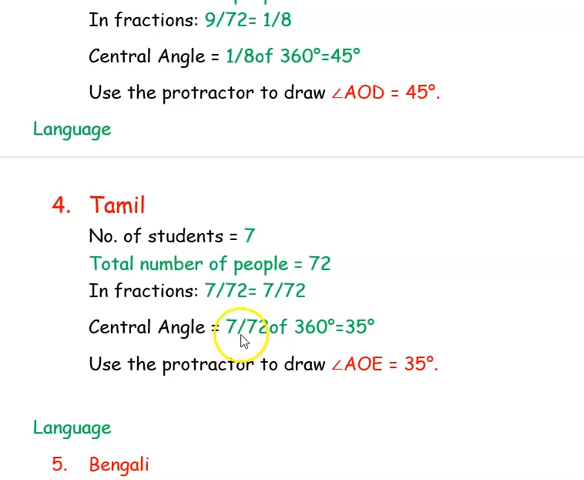 In fractions: 9/72= 1/8
Central Angle = 1/8of 360°=45°
Use the protractor to draw ∠AOD = 45°.
Language
4. Tamil
No. of students = 7
Total number of people = 72
In fractions: 7/72= 7/72
Central Angle = 7/72of 360°=35°
Use the protractor to draw ∠AOE = 35°.
Language
5. Bengali